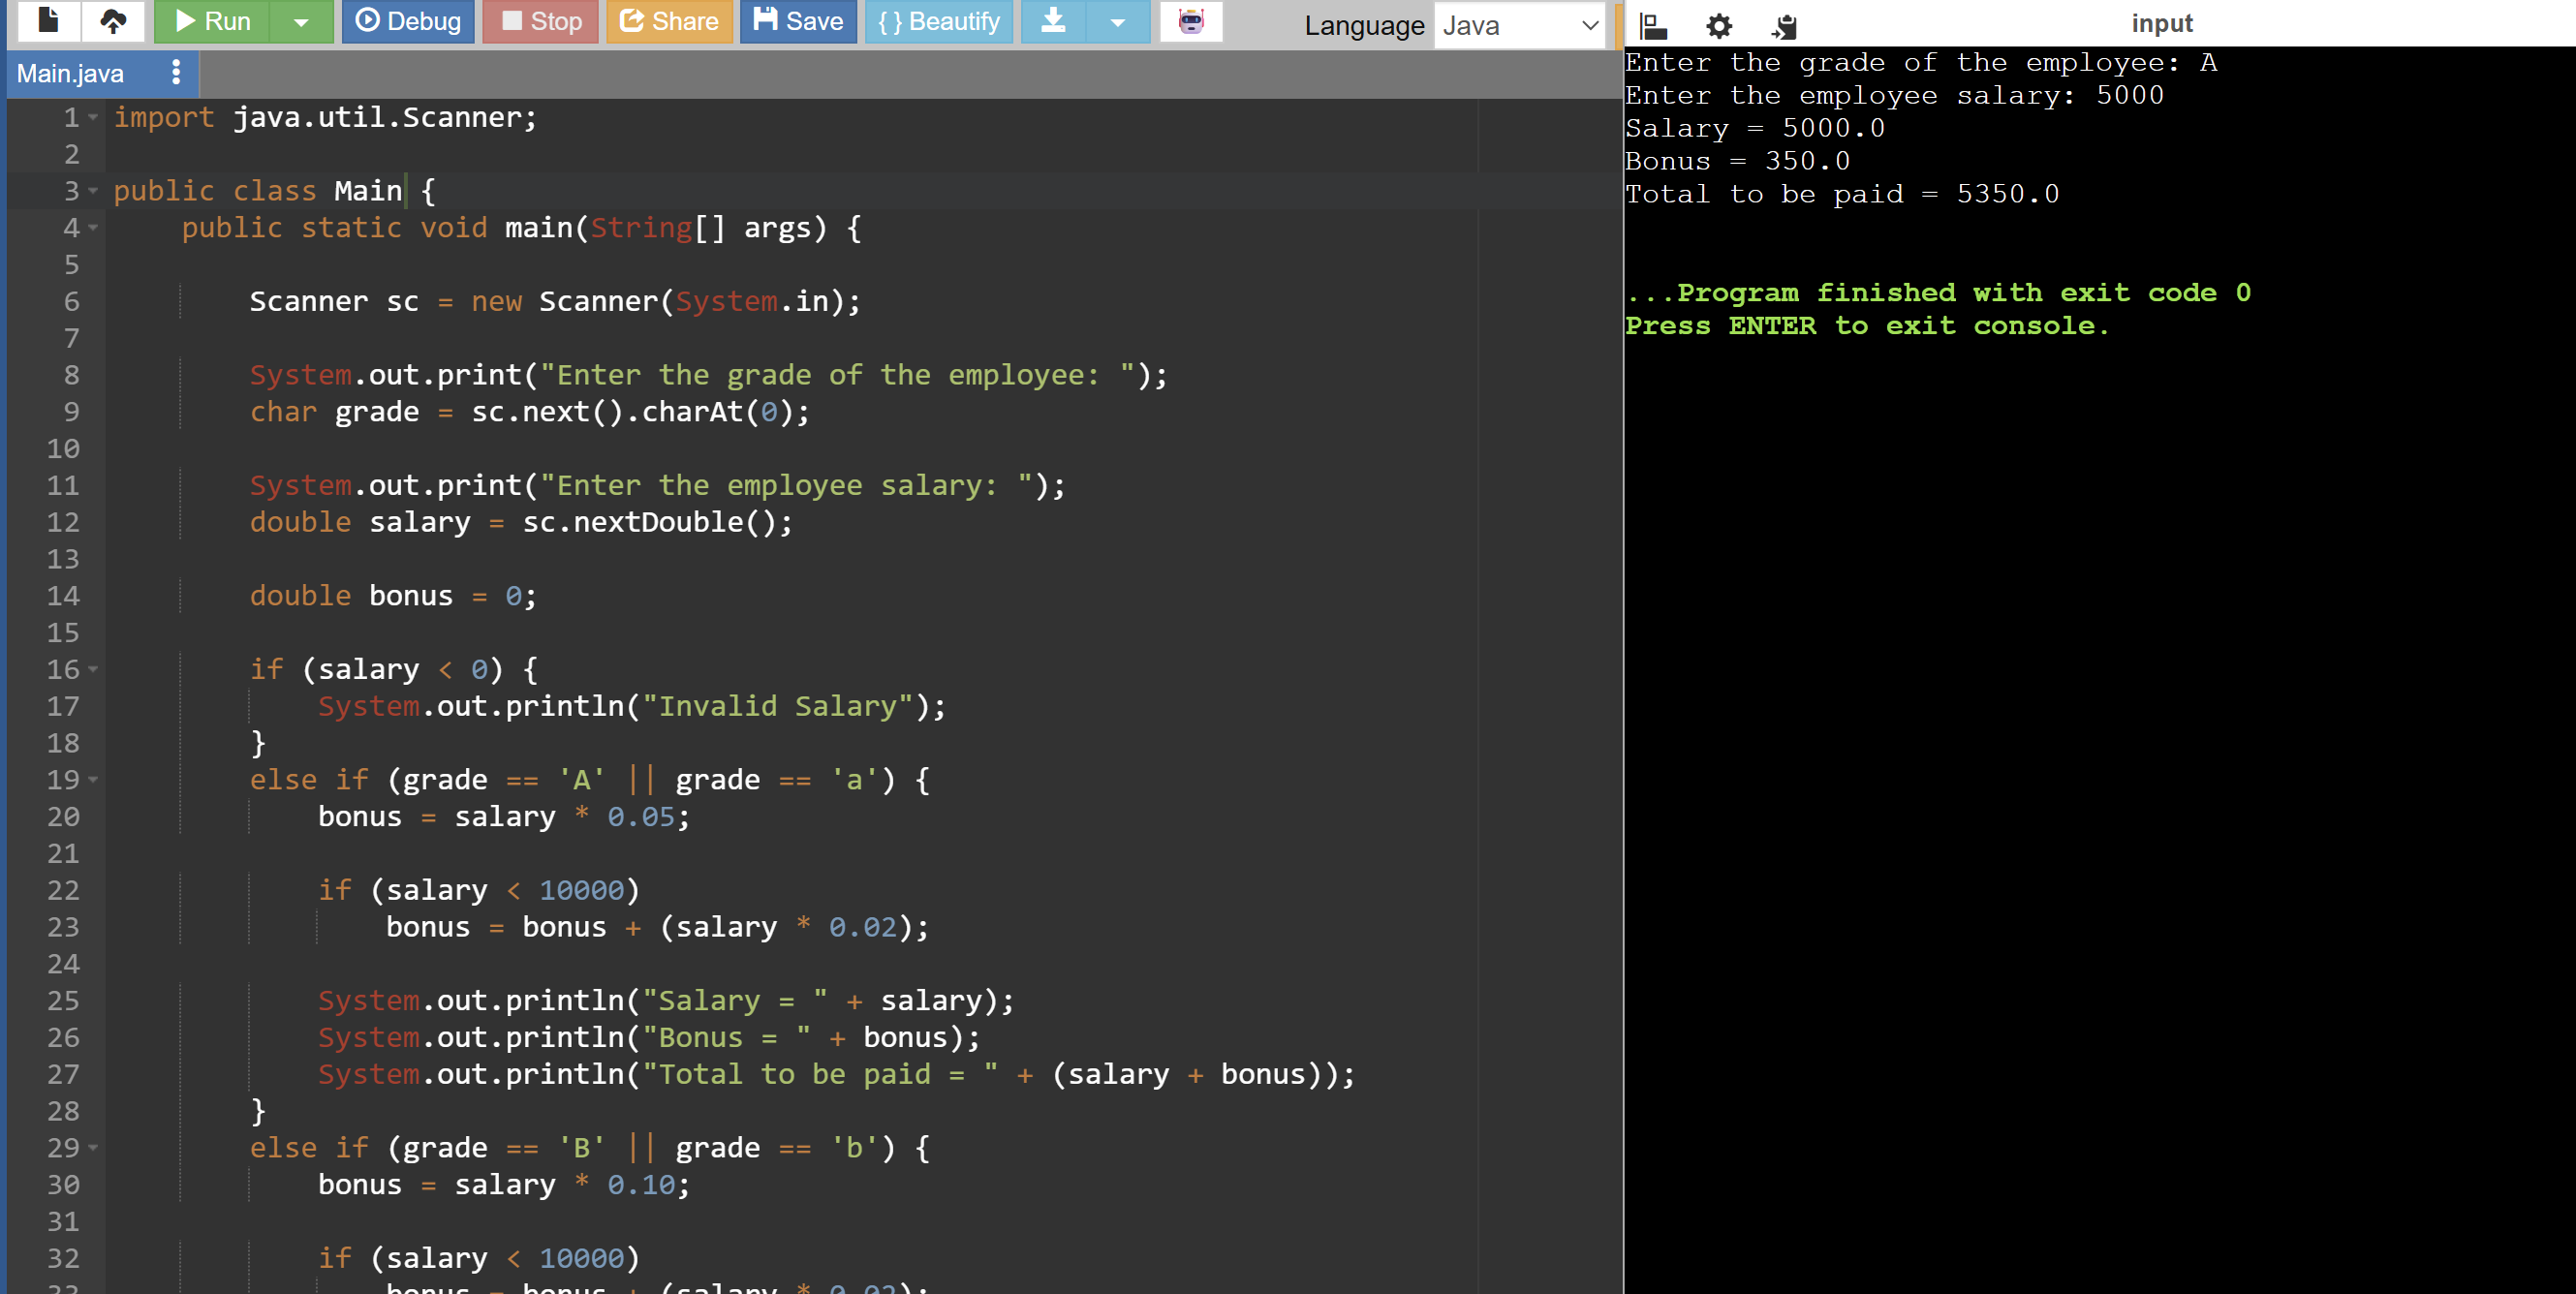 Run
Debug
Stop
Share
Save
{ } Beautify
Language
Java
input
Main.java
1 import java.util.Scanner;
2
3 public class Main {
4     public static void main(String[] args) {
5
6         Scanner sc = new Scanner(System.in);
7
8         System.out.print("Enter the grade of the employee: ");
9         char grade = sc.next().charAt(0);
10
11         System.out.print("Enter the employee salary: ");
12         double salary = sc.nextDouble();
13
14         double bonus = 0;
15
16         if (salary < 0) {
17             System.out.println("Invalid Salary");
18         }
19         else if (grade == 'A' || grade == 'a') {
20             bonus = salary * 0.05;
21
22             if (salary < 10000)
23                 bonus = bonus + (salary * 0.02);
24
25             System.out.println("Salary = " + salary);
26             System.out.println("Bonus = " + bonus);
27             System.out.println("Total to be paid = " + (salary + bonus));
28         }
29         else if (grade == 'B' || grade == 'b') {
30             bonus = salary * 0.10;
31
32             if (salary < 10000)
33                 bonus = bonus + (salary * 0.02);
Enter the grade of the employee: A
Enter the employee salary: 5000
Salary = 5000.0
Bonus = 350.0
Total to be paid = 5350.0
...Program finished with exit code 0
Press ENTER to exit console.